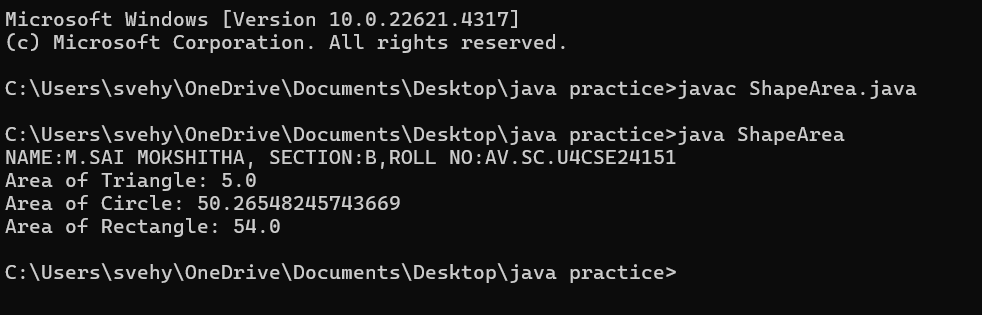 Microsoft Windows [Version 10.0.22621.4317]
(c) Microsoft Corporation. All rights reserved.
C:\Users\svehy\OneDrive\Documents\Desktop\java practice>javac ShapeArea.java
C:\Users\svehy\OneDrive\Documents\Desktop\java practice>java ShapeArea
NAME:M.SAI MOKSHITHA, SECTION:B,ROLL NO:AV.SC.U4CSE24151
Area of Triangle: 5.0
Area of Circle: 50.26548245743669
Area of Rectangle: 54.0
C:\Users\svehy\OneDrive\Documents\Desktop\java practice>